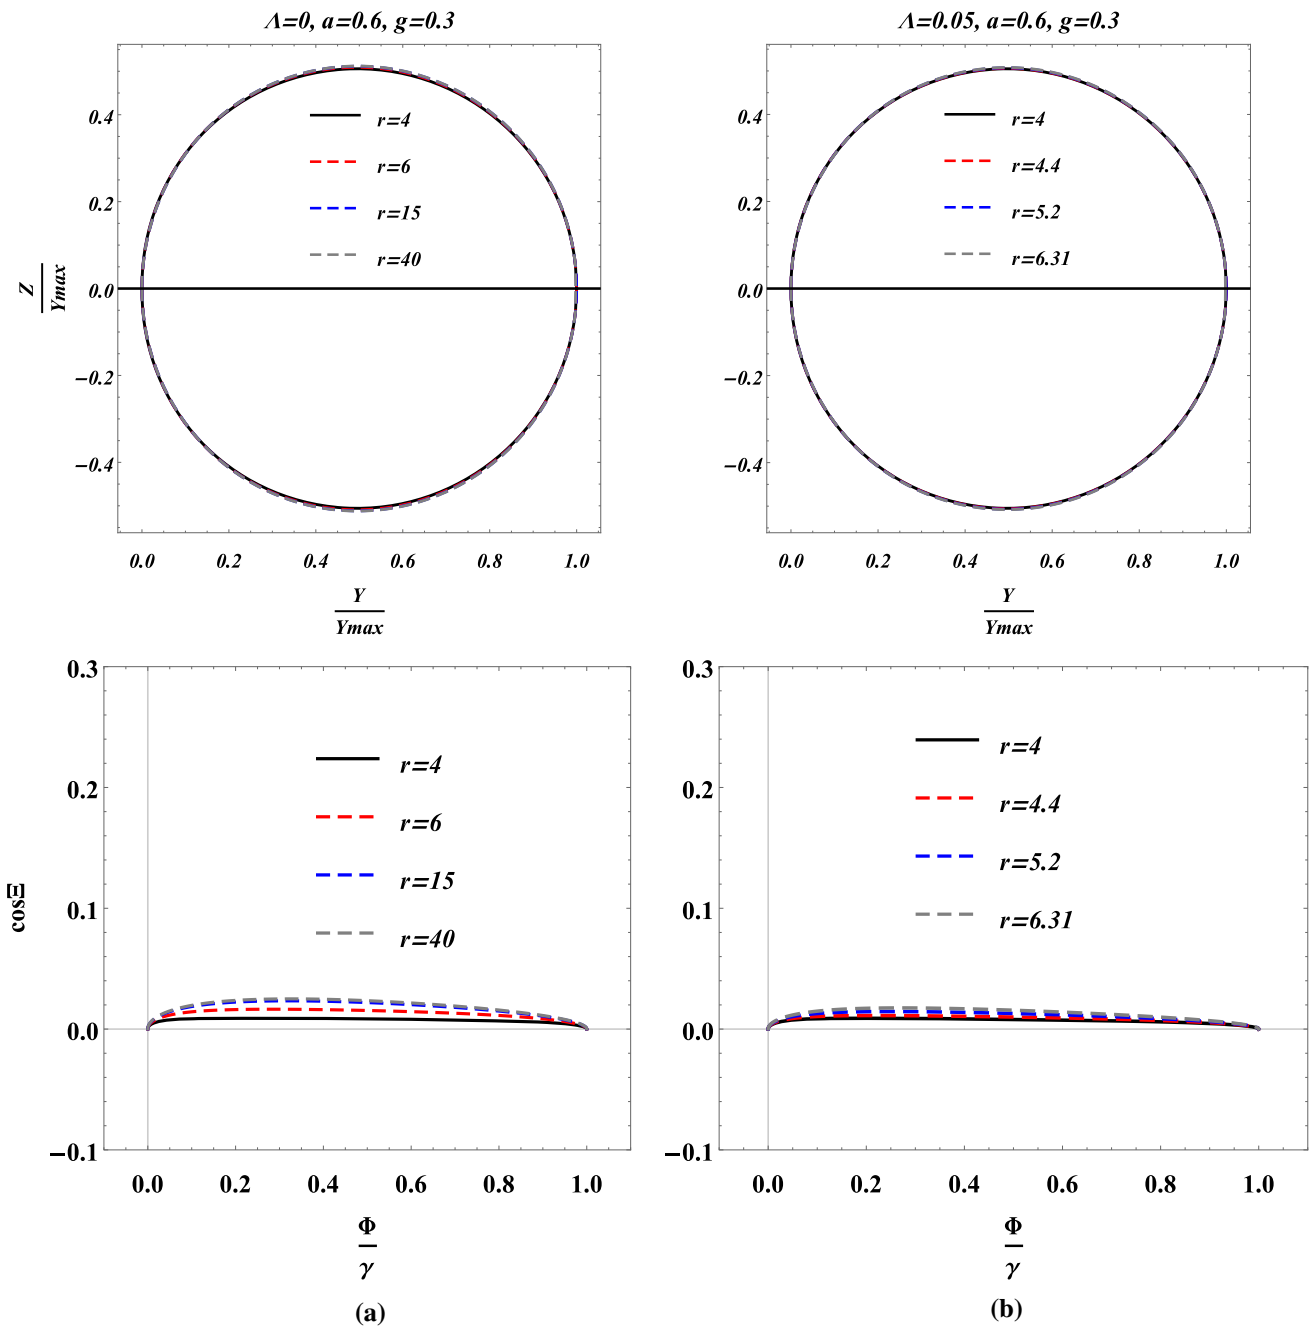 Λ=0, a=0.6, g=0.3
0.4
0.2
0.0
−0.2
−0.4
Z
Ymax
r=4
r=6
r=15
r=40
0.0 0.2 0.4 0.6 0.8 1.0
Y
Ymax
Λ=0.05, a=0.6, g=0.3
0.4
0.2
0.0
−0.2
−0.4
r=4
r=4.4
r=5.2
r=6.31
0.0 0.2 0.4 0.6 0.8 1.0
Y
Ymax
0.3
0.2
0.1
0.0
−0.1
cosΞ
r=4
r=6
r=15
r=40
0.0 0.2 0.4 0.6 0.8 1.0
Φ
γ
(a)
0.3
0.2
0.1
0.0
−0.1
r=4
r=4.4
r=5.2
r=6.31
0.0 0.2 0.4 0.6 0.8 1.0
Φ
γ
(b)